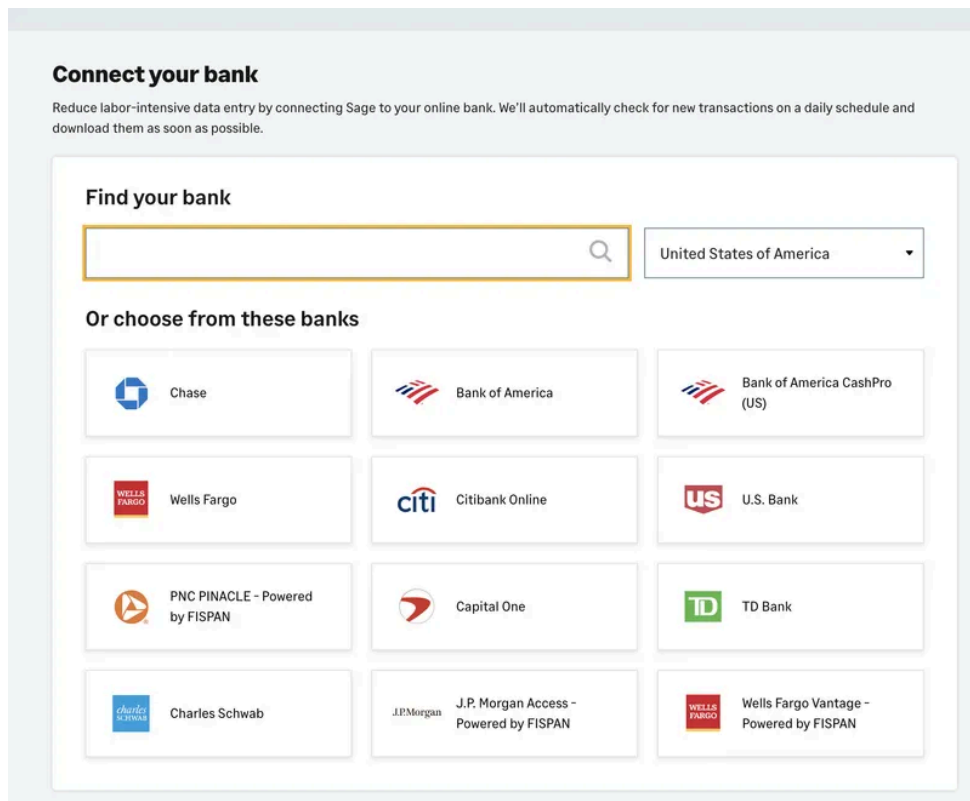 Connect your bank
Reduce labor-intensive data entry by connecting Sage to your online bank. We'll automatically check for new transactions on a daily schedule and
download them as soon as possible.
Find your bank
United States of America
Or choose from these banks
Chase
Bank of America
Bank of America CashPro
(US)
WELLS
FARGO
Wells Fargo
citi
Citibank Online
us
U.S. Bank
PNC PINACLE - Powered
by FISPAN
Capital One
TD
TD Bank
charles
SCHWAB
Charles Schwab
J.P.Morgan
J.P. Morgan Access -
Powered by FISPAN
WELLS
FARGO
Wells Fargo Vantage -
Powered by FISPAN